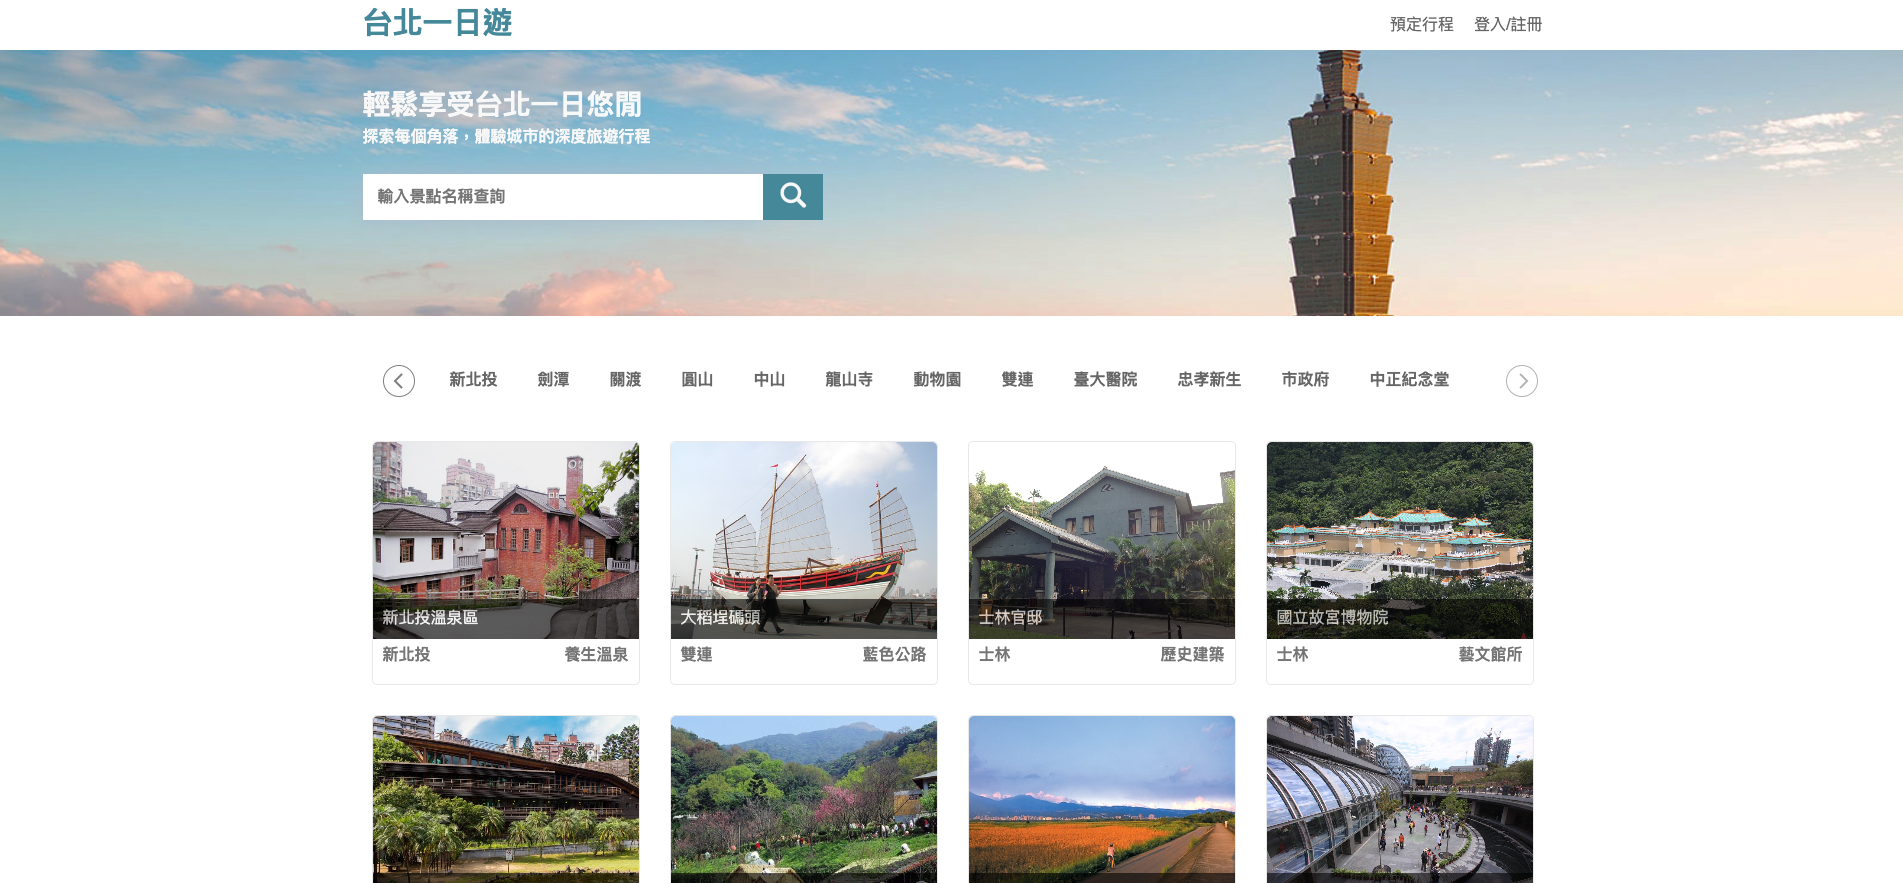 台北一日遊
預定行程 登入/註冊
輕鬆享受台北一日悠閒
探索每個角落，體驗城市的深度旅遊行程
輸入景點名稱查詢
新北投 劍潭 關渡 圓山 中山 龍山寺 動物園 雙連 臺大醫院 忠孝新生 市政府 中正紀念堂
新北投溫泉區
新北投 養生溫泉
大稻埕碼頭
雙連 藍色公路
士林官邸
士林 歷史建築
國立故宮博物院
士林 藝文館所